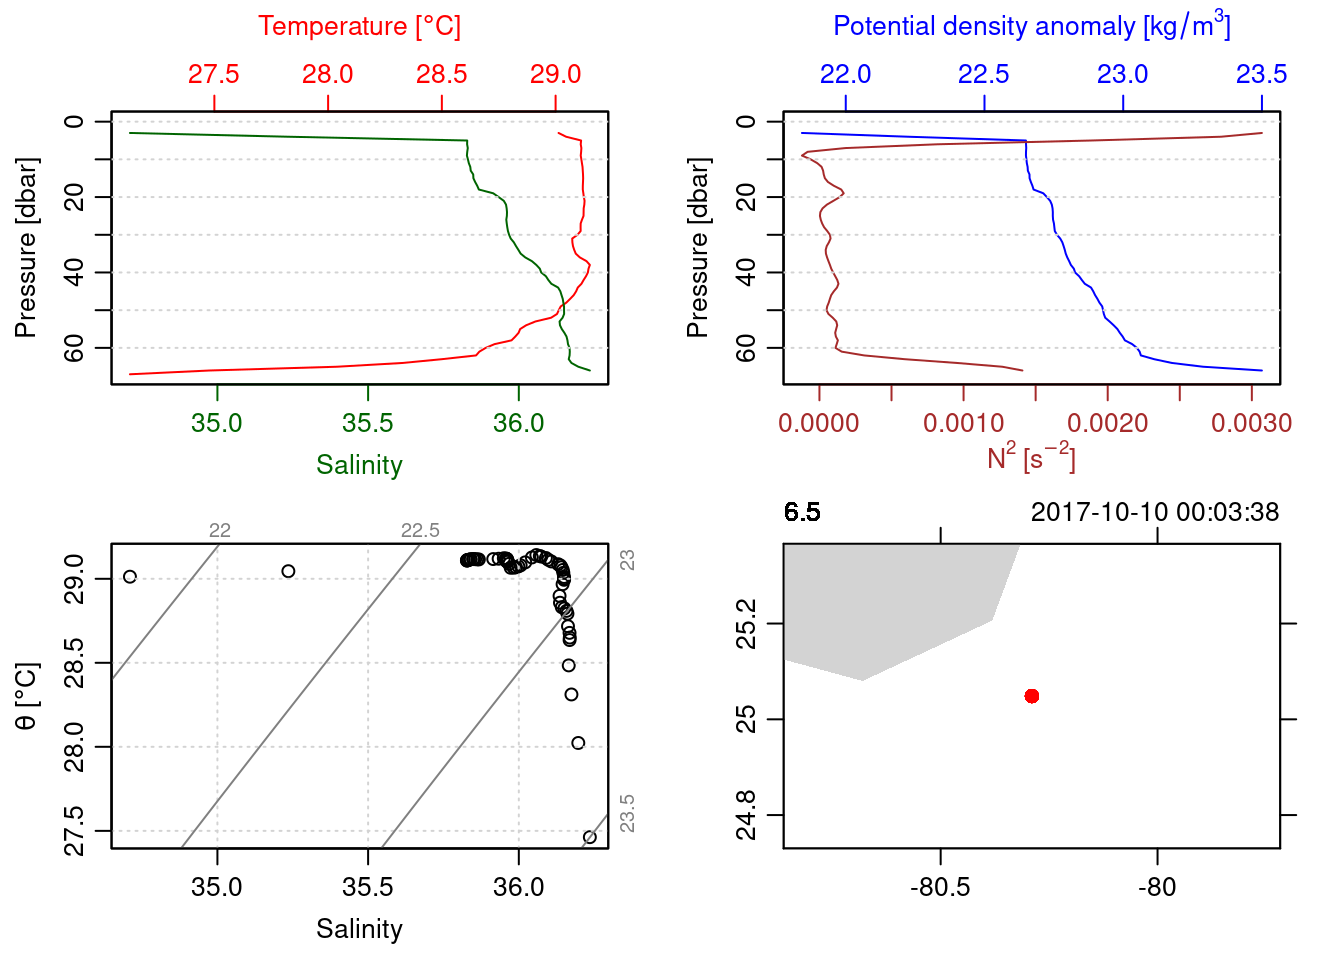 Temperature [°C]
27.5 28.0 28.5 29.0
0
20
40
60
Pressure [dbar]
35.0 35.5 36.0
Salinity
Potential density anomaly [kg/m³]
22.0 22.5 23.0 23.5
0
20
40
60
Pressure [dbar]
0.0000 0.0010 0.0020 0.0030
N² [s⁻²]
22 22.5
23
23.5
29.0
28.5
28.0
27.5
θ [°C]
35.0 35.5 36.0
Salinity
6.5 2017-10-10 00:03:38
25.2
25
24.8
-80.5 -80